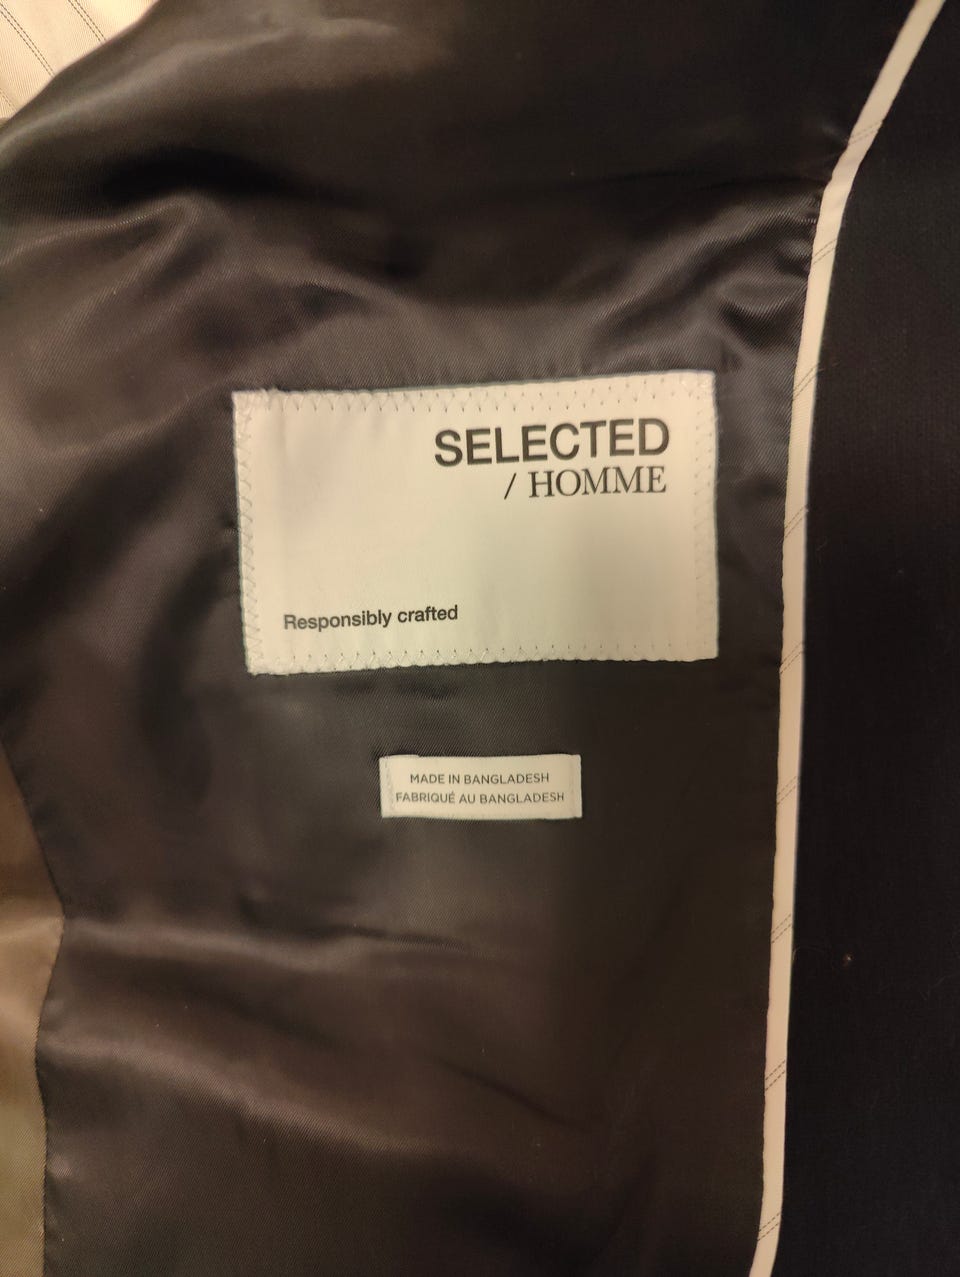 SELECTED
/ HOMME
Responsibly crafted
MADE IN BANGLADESH
FABRIQUÉ AU BANGLADESH